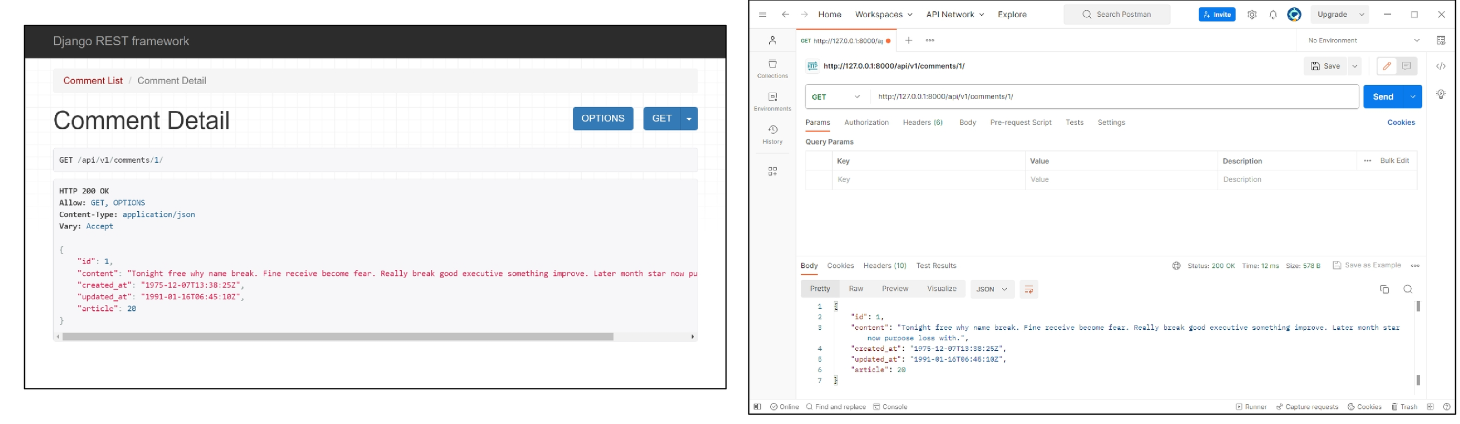 Django REST framework
Comment List / Comment Detail
Comment Detail
OPTIONS
GET
GET /api/v1/comments/1/
HTTP 200 OK
Allow: GET, OPTIONS
Content-Type: application/json
Vary: Accept
{
"id": 1,
"content": "Tonight free why name break. Fine receive become fear. Really break good executive something improve. Later month star now pu
"created_at": "1975-12-07T13:38:25Z",
"updated_at": "1991-01-16T06:45:10Z",
"article": 20
}
Home Workspaces API Network Explore Search Postman Invite Upgrade
GET http://127.0.0.1:8000/ap No Environment
HTTP http://127.0.0.1:8000/api/v1/comments/1/ Save
Collections
Environments
History
GET http://127.0.0.1:8000/api/v1/comments/1/ Send
Params Authorization Headers (6) Body Pre-request Script Tests Settings Cookies
Query Params
Key Value Description Bulk Edit
Key Value Description
Body Cookies Headers (10) Test Results Status: 200 OK Time: 12 ms Size: 578 B Save as Example
Pretty Raw Preview Visualize JSON
1 {
2 "id": 1,
3 "content": "Tonight free why name break. Fine receive become fear. Really break good executive something improve. Later month star
now purpose loss with.",
4 "created_at": "1975-12-07T13:38:25Z",
5 "updated_at": "1991-01-16T06:45:10Z",
6 "article": 20
7 }
Online Find and replace Console Runner Capture requests Cookies Trash